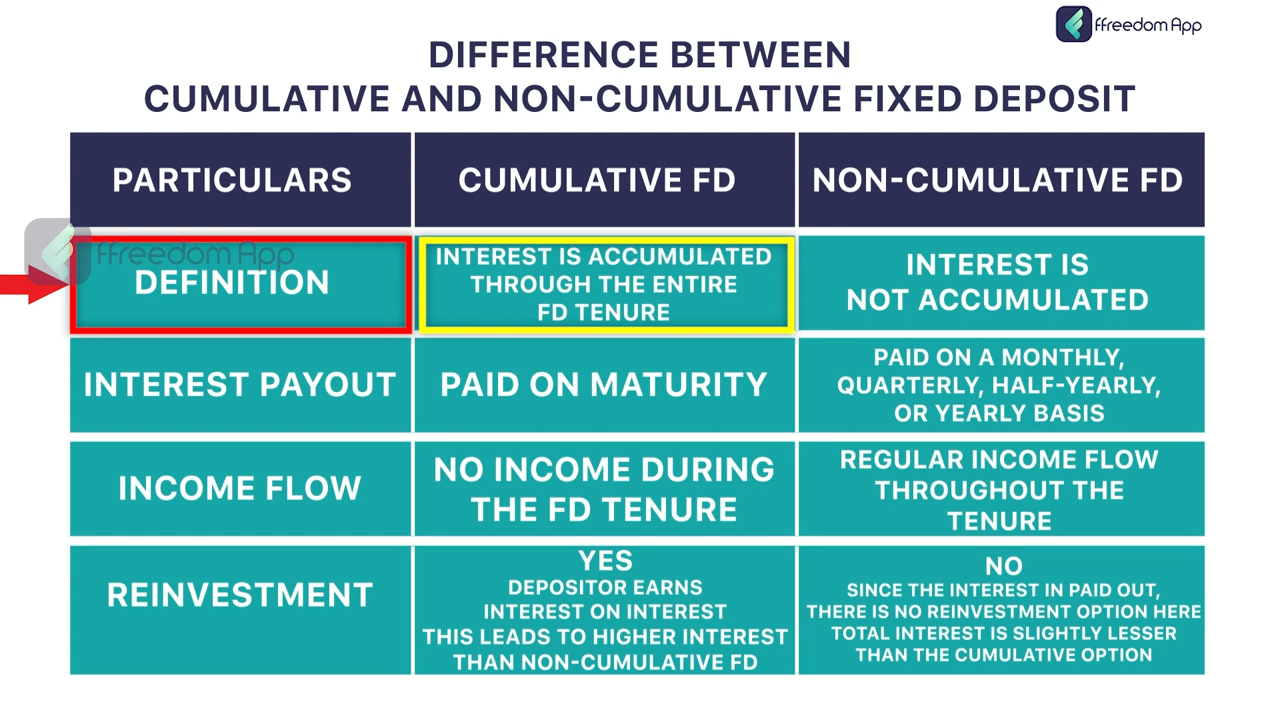 ffreedom App
DIFFERENCE BETWEEN
CUMULATIVE AND NON-CUMULATIVE FIXED DEPOSIT
PARTICULARS
CUMULATIVE FD
NON-CUMULATIVE FD
ffreedom App
DEFINITION
INTEREST IS ACCUMULATED
THROUGH THE ENTIRE
FD TENURE
INTEREST IS
NOT ACCUMULATED
INTEREST PAYOUT
PAID ON MATURITY
PAID ON A MONTHLY,
QUARTERLY, HALF-YEARLY,
OR YEARLY BASIS
INCOME FLOW
NO INCOME DURING
THE FD TENURE
REGULAR INCOME FLOW
THROUGHOUT THE
TENURE
REINVESTMENT
YES
DEPOSITOR EARNS
INTEREST ON INTEREST
THIS LEADS TO HIGHER INTEREST
THAN NON-CUMULATIVE FD
NO
SINCE THE INTEREST IN PAID OUT,
THERE IS NO REINVESTMENT OPTION HERE
TOTAL INTEREST IS SLIGHTLY LESSER
THAN THE CUMULATIVE OPTION